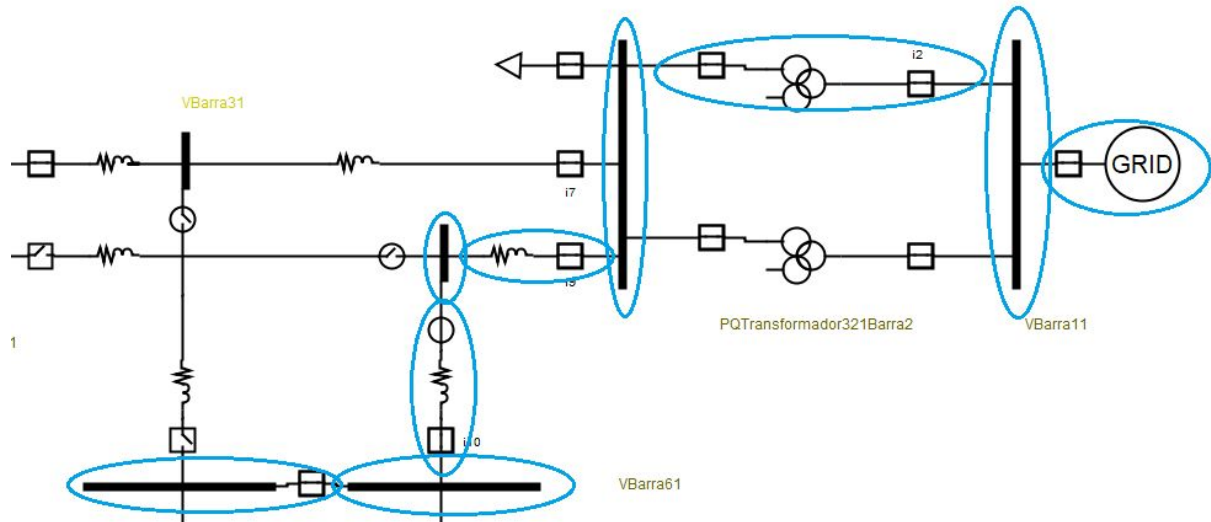 i2
VBarra31
GRID
i7
i9
PQTransformador321Barra2
VBarra11
1
i10
VBarra61